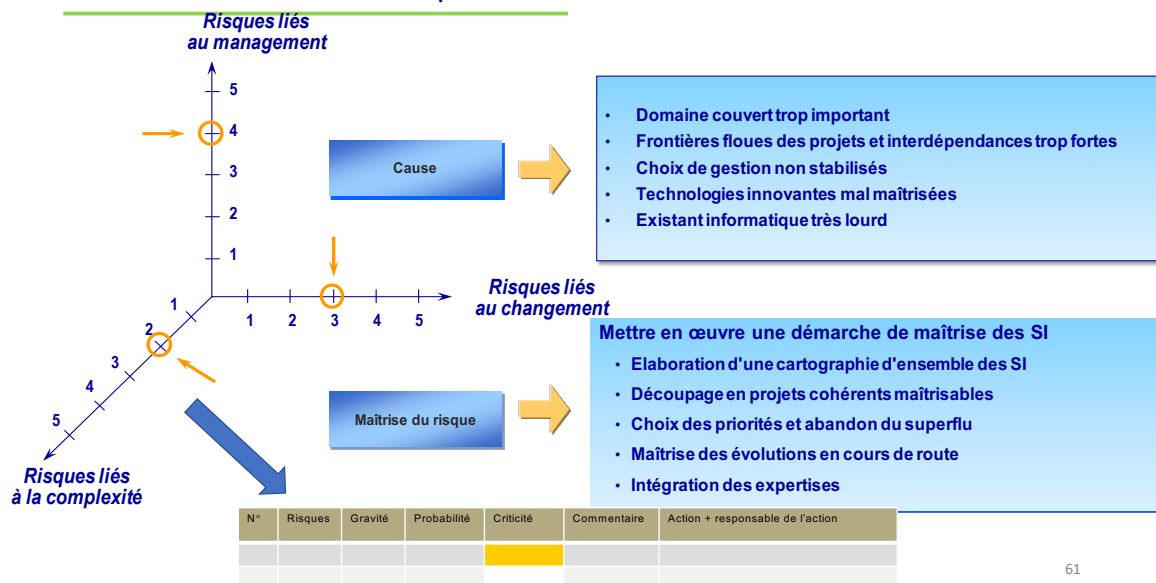 Risques liés
au management
5
4
3
2
1
Cause
• Domaine couvert trop important
• Frontières floues des projets et interdépendances trop fortes
• Choix de gestion non stabilisés
• Technologies innovantes mal maîtrisées
• Existant informatique très lourd
Risques liés
au changement
1 2 3 4 5
1
2
3
4
5
Risques liés
à la complexité
Maîtrise du risque
Mettre en œuvre une démarche de maîtrise des SI
• Elaboration d'une cartographie d'ensemble des SI
• Découpage en projets cohérents maîtrisables
• Choix des priorités et abandon du superflu
• Maîtrise des évolutions en cours de route
• Intégration des expertises
N° Risques Gravité Probabilité Criticité Commentaire Action + responsable de l'action
61